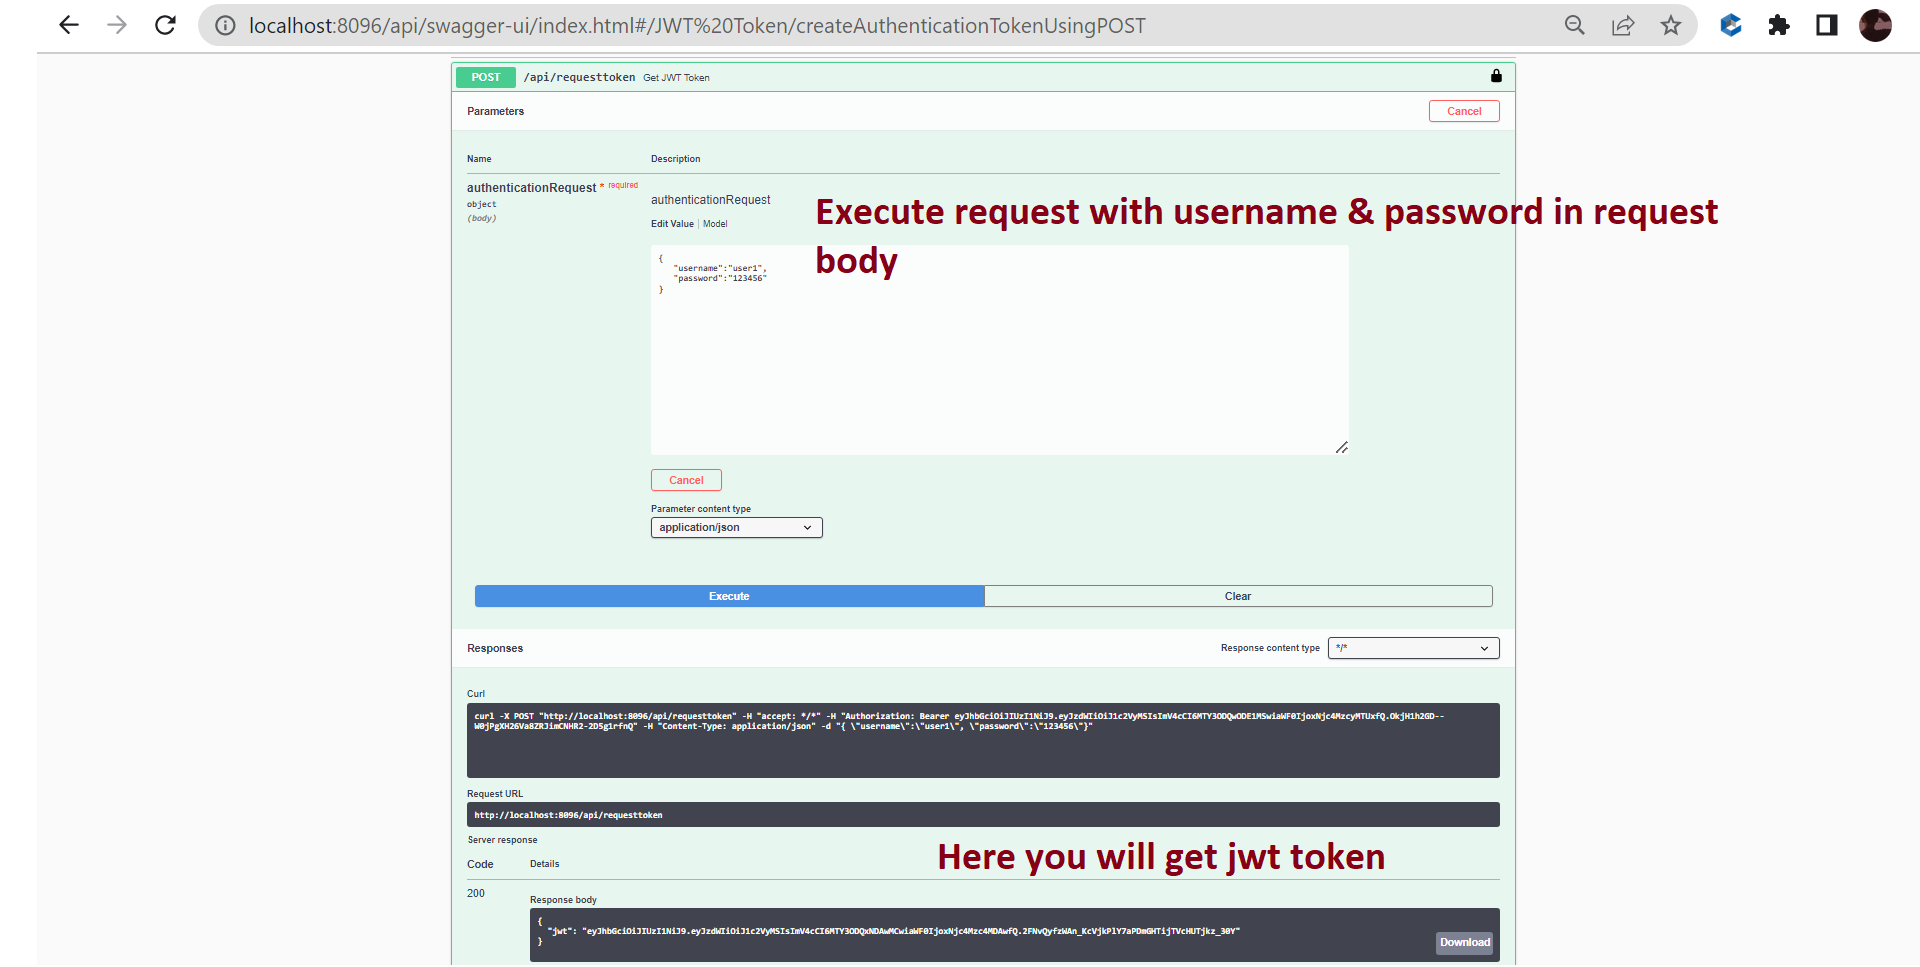 localhost:8096/api/swagger-ui/index.html#/JWT%20Token/createAuthenticationTokenUsingPOST
POST /api/requesttoken Get JWT Token
Parameters Cancel
Name Description
authenticationRequest * required
object
(body)
authenticationRequest
Edit Value | Model
Execute request with username & password in request
body
{
"username":"user1",
"password":"123456"
}
Cancel
Parameter content type
application/json
Execute Clear
Responses Response content type */*
Curl
curl -X POST "http://localhost:8096/api/requesttoken" -H "accept: */*" -H "Authorization: Bearer eyJhbGciOiJIUzI1NiJ9.eyJzdWIiOiJ1c2VyMSIsImV4cCI6MTY3ODQwODE1MSwiaWF0IjoxNjc4MzcyMTUxfQ.OkjH1h2GD--
W0jPgXH26Va8ZRJimCNHR2-2D5g1rfnQ" -H "Content-Type: application/json" -d "{ \"username\":\"user1\", \"password\":\"123456\"}"
Request URL
http://localhost:8096/api/requesttoken
Server response
Here you will get jwt token
Code Details
200
Response body
{
"jwt": "eyJhbGciOiJIUzI1NiJ9.eyJzdWIiOiJ1c2VyMSIsImV4cCI6MTY3ODQxNDAwMCwiaWF0IjoxNjc4Mzc4MDAwfQ.2FNvQyfzWAn_KcVjkPlY7aPDmGHTijTVcHUTjkz_30Y"
}
Download